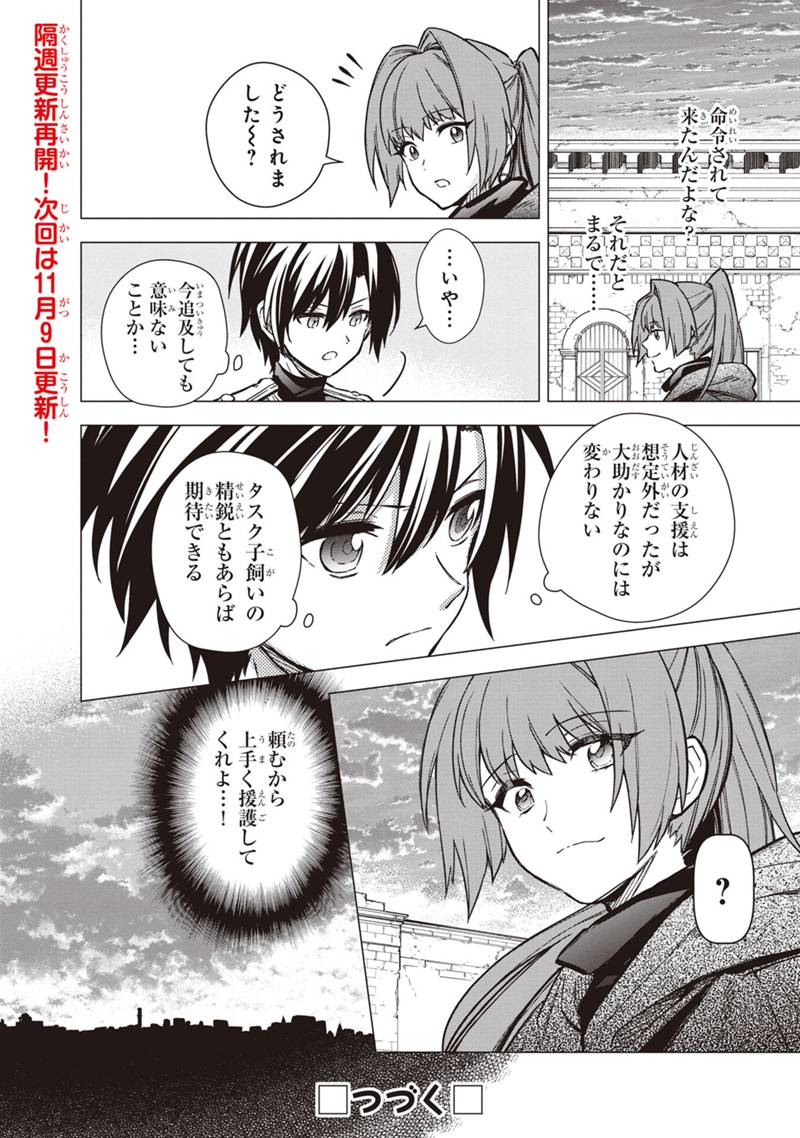 命令されて
来たんだよな?
それだと
まるで……
どうされま
した〜?
…いや…
今追及しても
意味ない
ことか…
人材の支援は
想定外だったが
大助かりなのには
変わりない
タスク子飼いの
精鋭ともあらば
期待できる
?
頼むから
上手く援護して
くれよ…!
つづく
隔週更新再開!次回は11月9日更新!